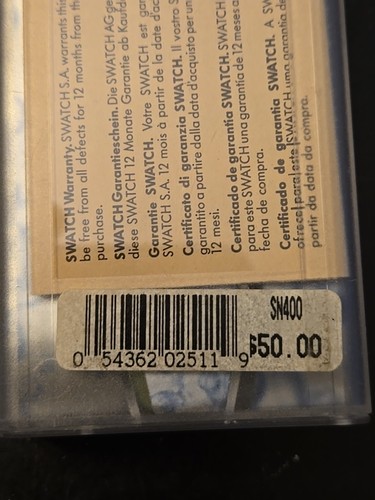 SWATCH Warranty. SWATCH S.A. warrants this
be free from all defects for 12 months from the
purchase.
SWATCH Garantieschein. Die SWATCH AG ge
diese SWATCH 12 Monate Garantie ab Kaufd
Garantie SWATCH. Votre SWATCH est gar
SWATCH S.A. 12 mois à partir de la date d'ac
Certificato di garanzia SWATCH. Il vostro S
garantito a partire dalla data d'acquisto per un
12 mesi.
Certificado de garantía SWATCH. SWATCH
para este SWATCH una garantía de 12 meses a
fecha de compra.
Certificado de garantia SWATCH. A SW
oferece para este SWATCH uma garantia de
partir da data da compra.
SN400
$50.00
0 54362 02511 9